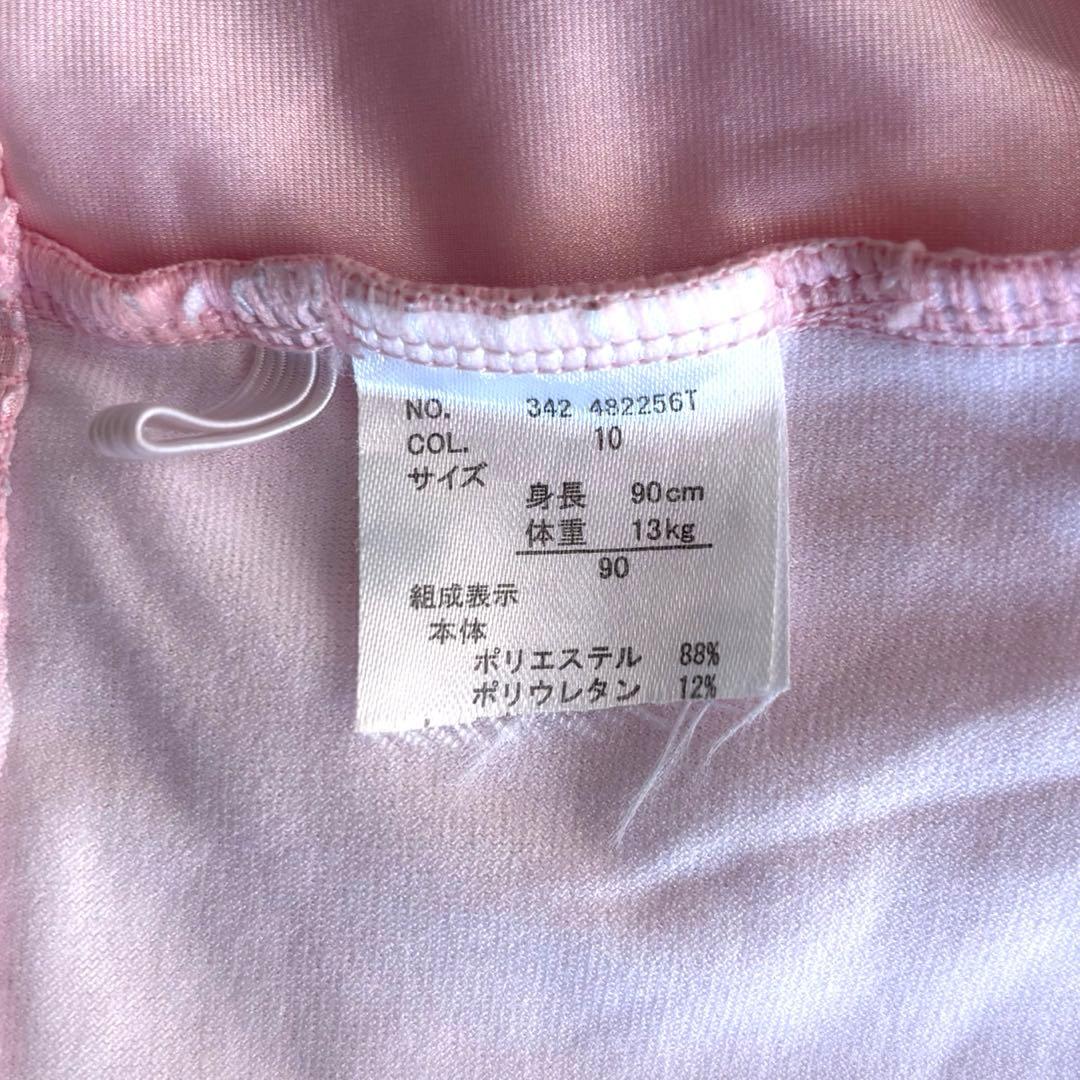 NO. 342 482256T
COL. 10
サイズ
身長 90cm
体重 13kg
90
組成表示
本体
ポリエステル 88%
ポリウレタン 12%